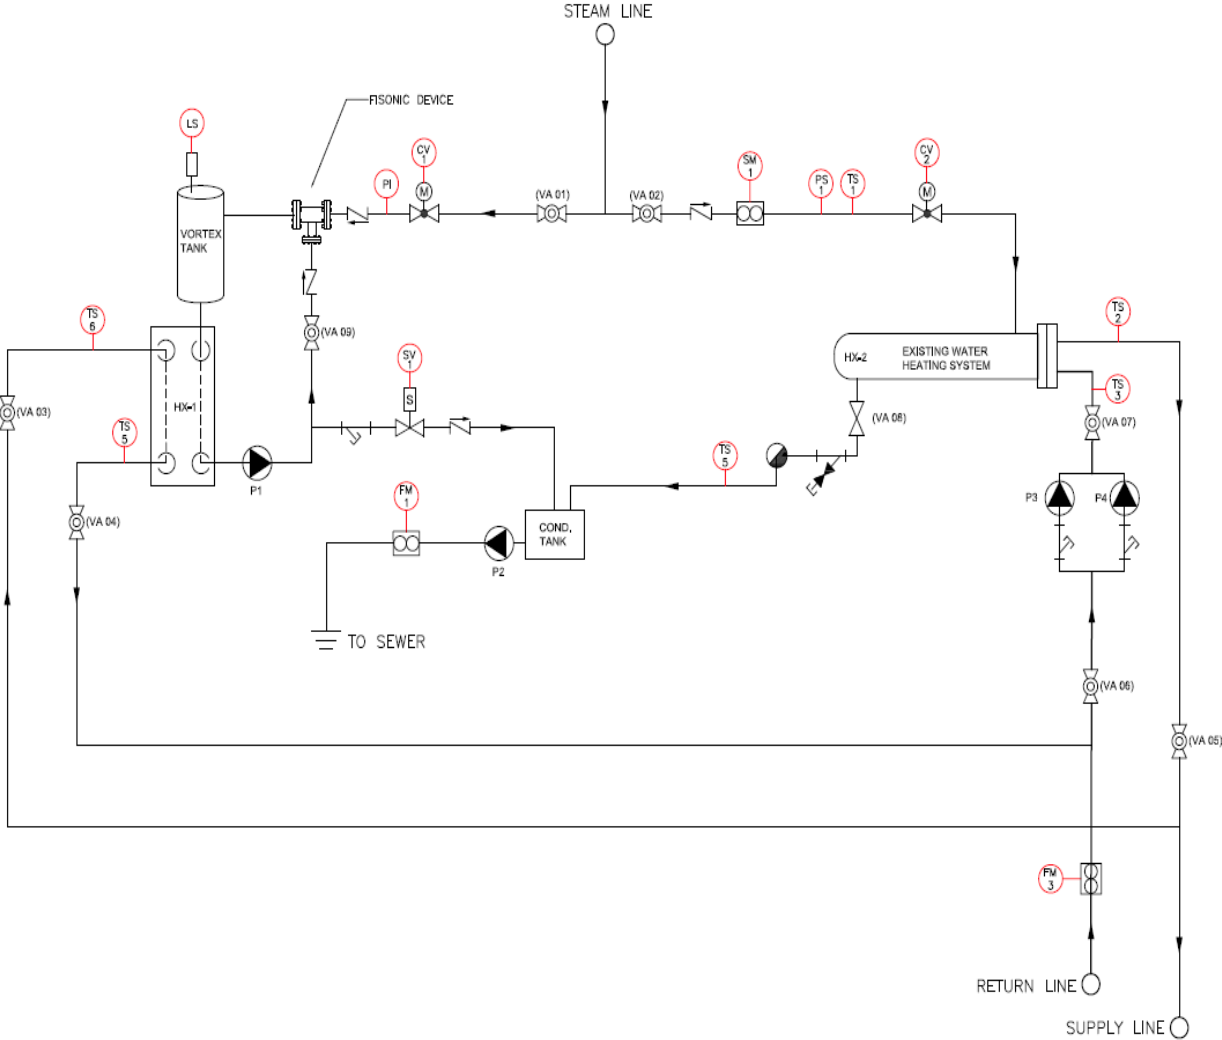 STEAM LINE
FISONIC DEVICE
LS
CV
1
PI
(VA 01)
(VA 02)
SM
1
PS
1
TS
1
CV
2
M
M
VORTEX
TANK
TS
6
(VA 09)
SV
1
S
TS
2
HX-2
EXISTING WATER
HEATING SYSTEM
TS
3
(VA 03)
HX-1
TS
5
(VA 08)
(VA 07)
P1
TS
5
FM
1
P3
P4
(VA 04)
COND.
TANK
P2
TO SEWER
(VA 06)
(VA 05)
FM
3
RETURN LINE
SUPPLY LINE